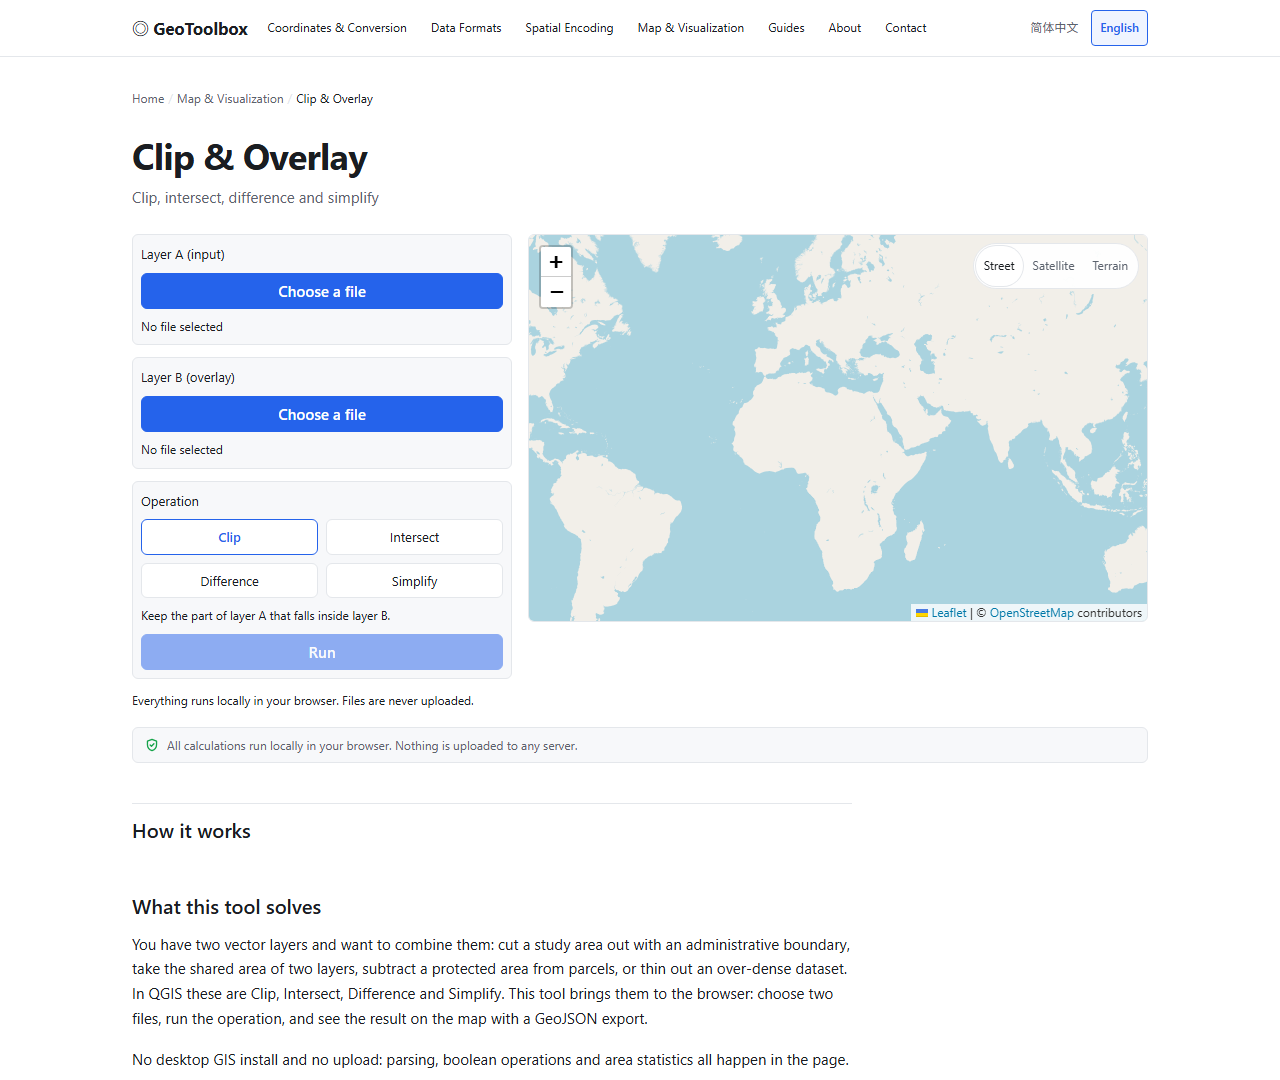 GeoToolbox Coordinates & Conversion Data Formats Spatial Encoding Map & Visualization Guides About Contact 简体中文 English
Home / Map & Visualization / Clip & Overlay
Clip & Overlay
Clip, intersect, difference and simplify
Layer A (input)
Choose a file
No file selected
Layer B (overlay)
Choose a file
No file selected
Operation
Clip Intersect
Difference Simplify
Keep the part of layer A that falls inside layer B.
Run
Everything runs locally in your browser. Files are never uploaded.
+
−
Street Satellite Terrain
Leaflet | © OpenStreetMap contributors
All calculations run locally in your browser. Nothing is uploaded to any server.
How it works
What this tool solves
You have two vector layers and want to combine them: cut a study area out with an administrative boundary,
take the shared area of two layers, subtract a protected area from parcels, or thin out an over-dense dataset.
In QGIS these are Clip, Intersect, Difference and Simplify. This tool brings them to the browser: choose two
files, run the operation, and see the result on the map with a GeoJSON export.
No desktop GIS install and no upload: parsing, boolean operations and area statistics all happen in the page.